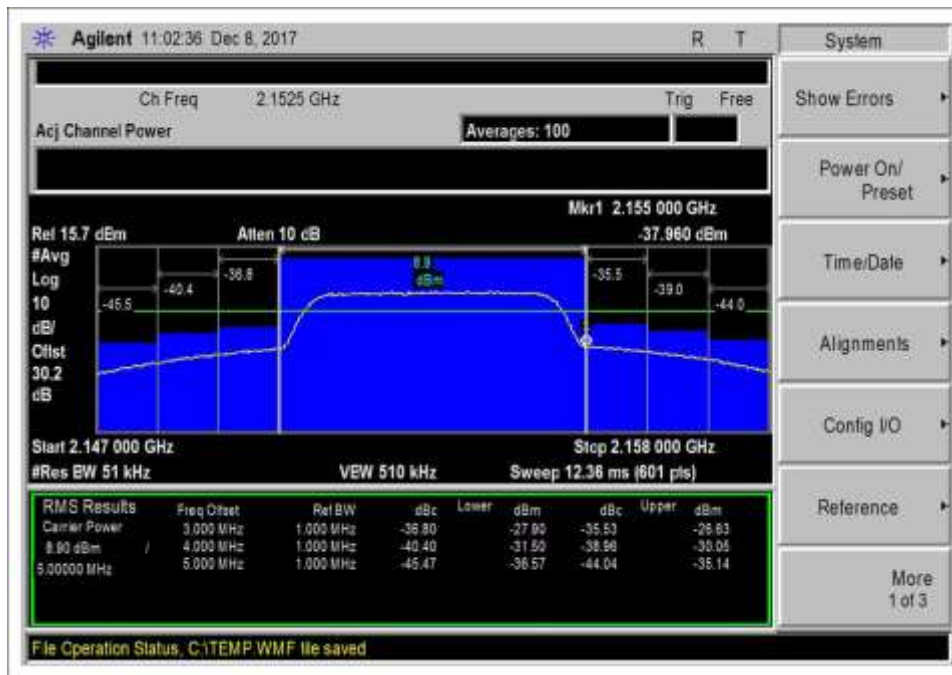 Agilent 11:02:36 Dec 8, 2017 R T
System
Ch Freq 2.1525 GHz Trig Free
Acj Channel Power Averages: 100
Show Errors
Power On/
Preset
Time/Date
Alignments
Config I/O
Reference
More
1 of 3
Mkr1 2.155 000 GHz
Ref 15.7 dBm Atten 10 dB -37.960 dBm
#Avg
Log
10
dB/
Offst
30.2
dB
8.9
dBm
-45.5
-40.4
-36.8
-35.5
-39.0
-44.0
Start 2.147 000 GHz Stop 2.158 000 GHz
#Res BW 51 kHz VBW 510 kHz Sweep 12.36 ms (601 pts)
RMS Results Freq Offset Ref BW dBc Lower dBm dBc Upper dBm
Carrier Power 3.000 MHz 1.000 MHz -36.80 -27.90 -35.53 -26.63
8.90 dBm / 4.000 MHz 1.000 MHz -40.40 -31.50 -38.96 -30.05
5.00000 MHz 5.000 MHz 1.000 MHz -45.47 -36.57 -44.04 -35.14
File Operation Status, C:\TEMP.WMF file saved